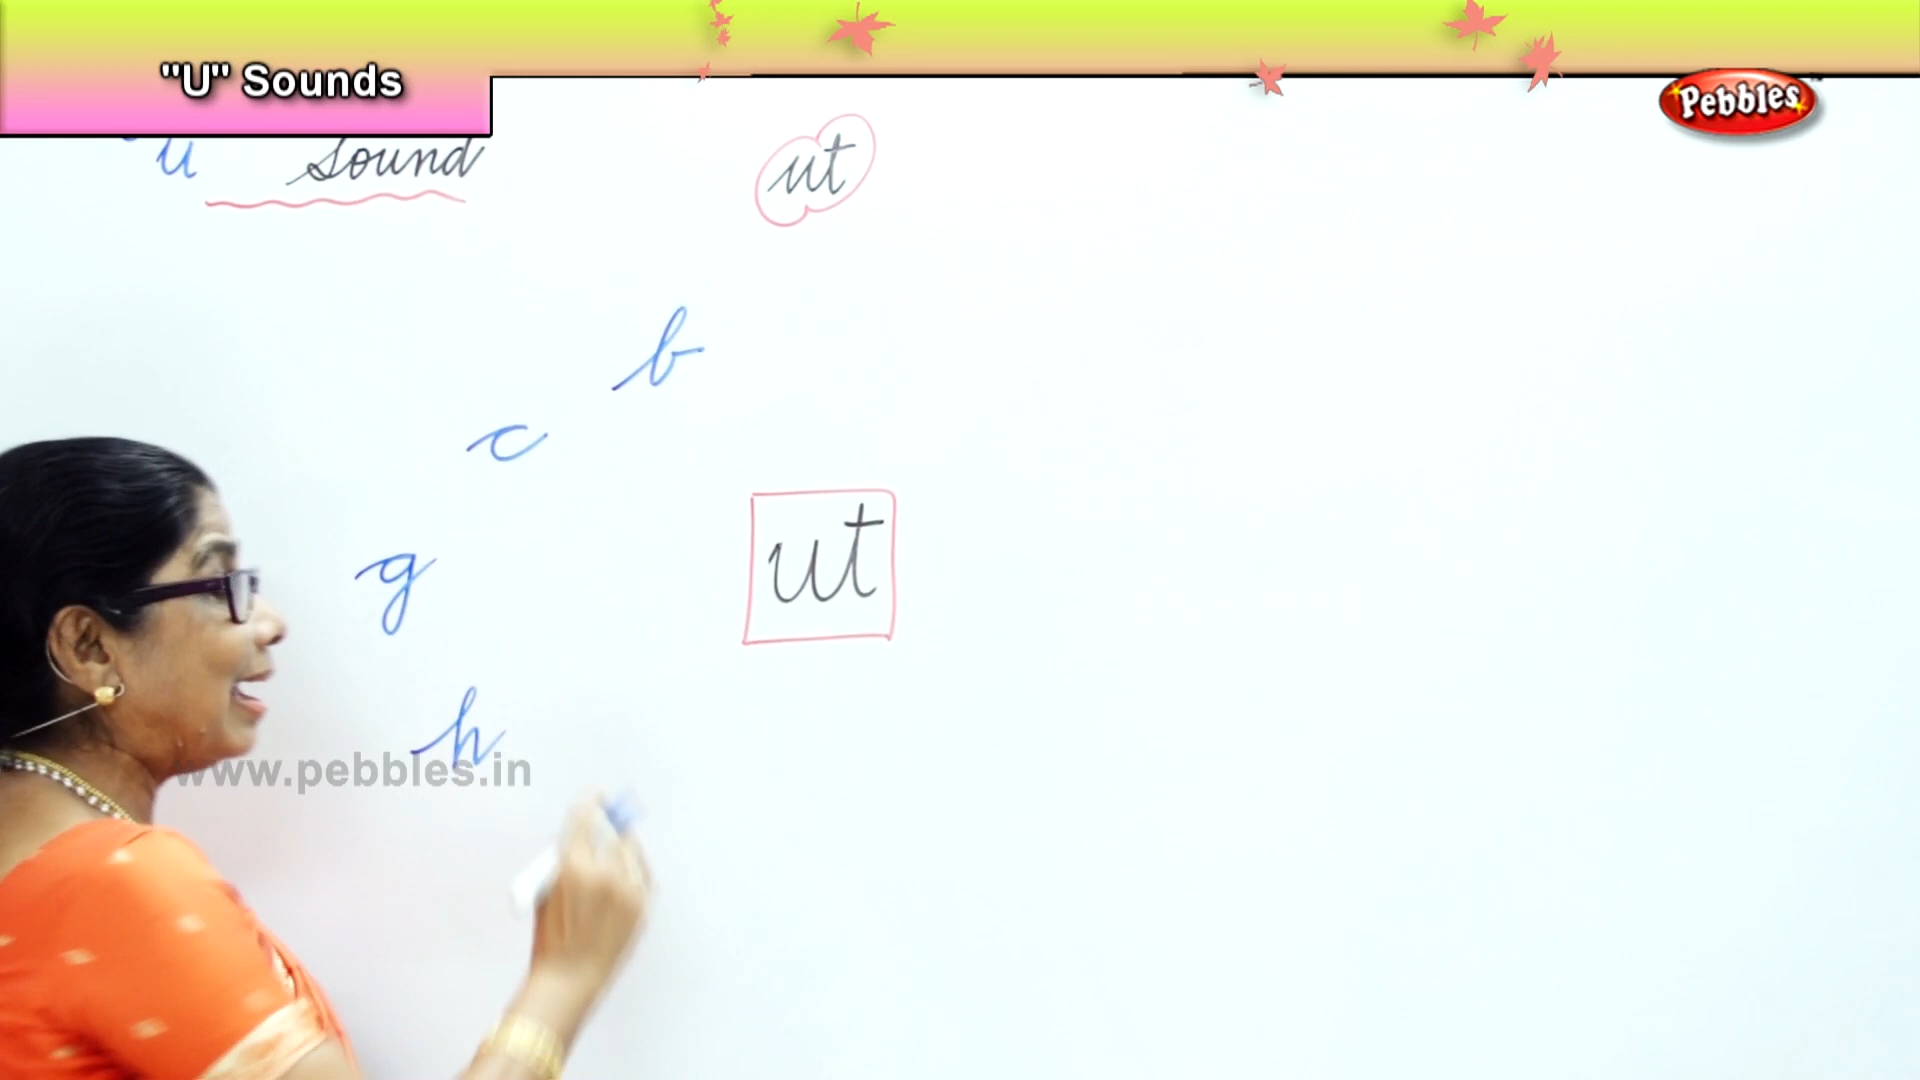 "U" Sounds
Pebbles
u Sound
ut
b
c
g
ut
h
www.pebbles.in